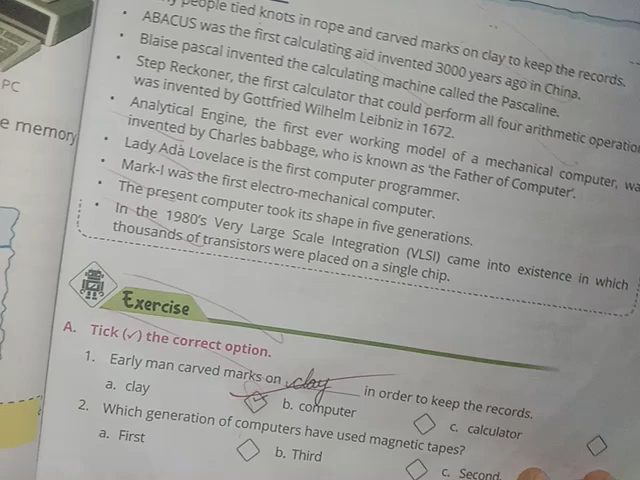 people tied knots in rope and carved marks on clay to keep the records.
• ABACUS was the first calculating aid invented 3000 years ago in China.
• Blaise pascal invented the calculating machine called the Pascaline.
• Step Reckoner, the first calculator that could perform all four arithmetic
was invented by Gottfried Wilhelm Leibniz in 1672.
• Analytical Engine, the first ever working model of a mechanical computer,
invented by Charles babbage, who is known as 'the Father of Computer'.
• Lady Ada Lovelace is the first computer programmer.
• Mark-I was the first electro-mechanical computer.
• The present computer took its shape in five generations.
• In the 1980's Very Large Scale Integration (VLSI) came into existence in which
thousands of transistors were placed on a single chip.
PC
e memory
Exercise
A. Tick (✓) the correct option.
1. Early man carved marks on clay in order to keep the records.
a. clay b. computer c. calculator
2. Which generation of computers have used magnetic tapes?
a. First b. Third c. Second